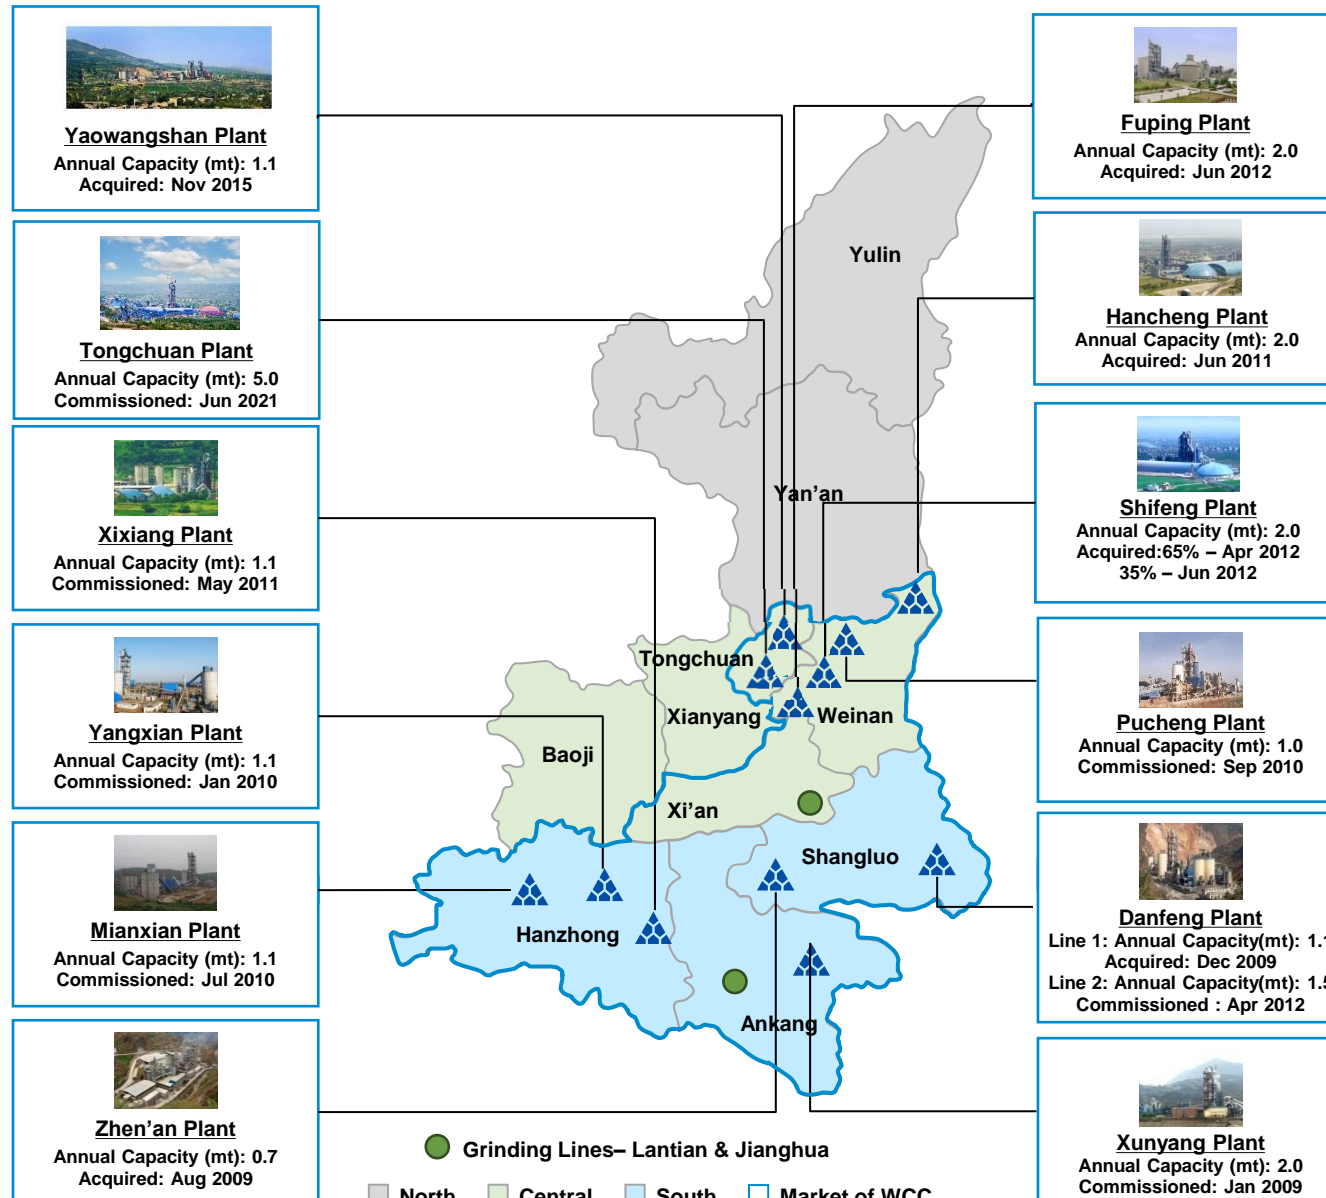 Yaowangshan Plant
Annual Capacity (mt): 1.1
Acquired: Nov 2015
Tongchuan Plant
Annual Capacity (mt): 5.0
Commissioned: Jun 2021
Xixiang Plant
Annual Capacity (mt): 1.1
Commissioned: May 2011
Yangxian Plant
Annual Capacity (mt): 1.1
Commissioned: Jan 2010
Mianxian Plant
Annual Capacity (mt): 1.1
Commissioned: Jul 2010
Zhen'an Plant
Annual Capacity (mt): 0.7
Acquired: Aug 2009
Yulin
Yan'an
Tongchuan
Xianyang
Weinan
Baoji
Xi'an
Shangluo
Hanzhong
Ankang
Grinding Lines– Lantian & Jianghua
North Central South Market of WCC
Fuping Plant
Annual Capacity (mt): 2.0
Acquired: Jun 2012
Hancheng Plant
Annual Capacity (mt): 2.0
Acquired: Jun 2011
Shifeng Plant
Annual Capacity (mt): 2.0
Acquired:65% – Apr 2012
35% – Jun 2012
Pucheng Plant
Annual Capacity (mt): 1.0
Commissioned: Sep 2010
Danfeng Plant
Line 1: Annual Capacity(mt): 1.1
Acquired: Dec 2009
Line 2: Annual Capacity(mt): 1.5
Commissioned : Apr 2012
Xunyang Plant
Annual Capacity (mt): 2.0
Commissioned: Jan 2009